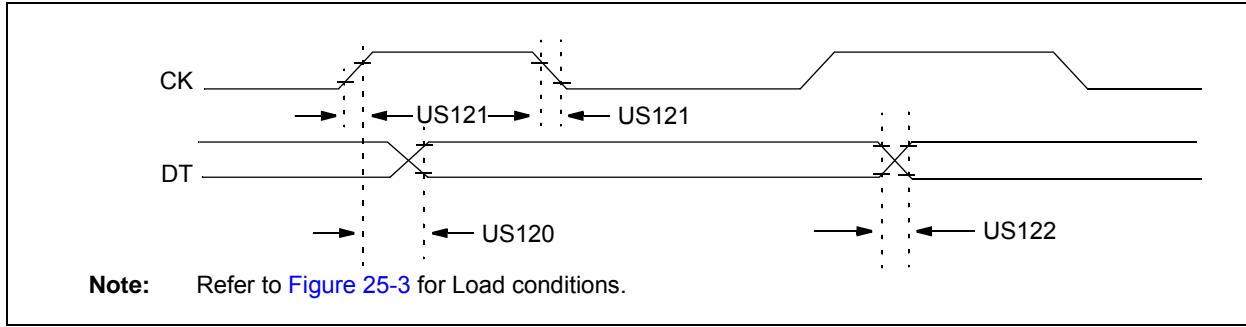 CK
US121 US121
DT
US120 US122
Note: Refer to Figure 25-3 for Load conditions.